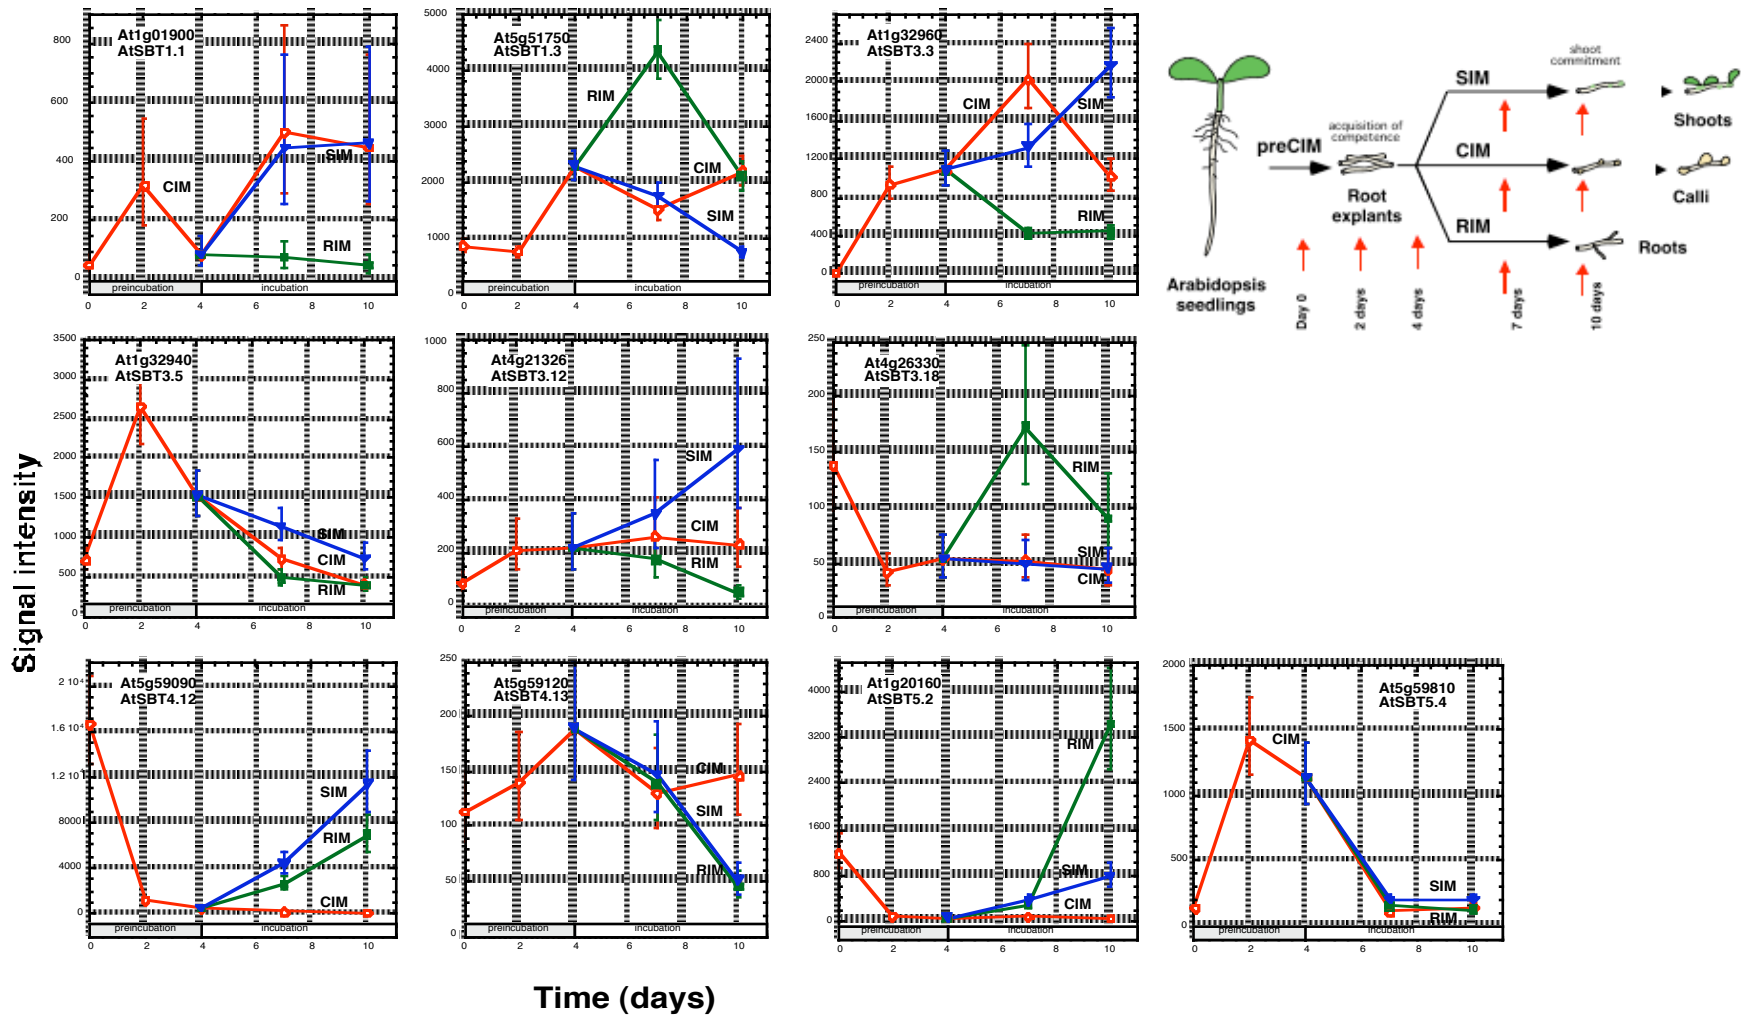 At1g01900
AtSBT1.1
800
600
400
200
0
CIM
SIM
RIM
preincubation
incubation
0
2
4
6
8
10
At5g51750
AtSBT1.3
5000
4000
3000
2000
1000
0
RIM
CIM
SIM
preincubation
incubation
0
2
4
6
8
10
At1g32960
AtSBT3.3
2400
2000
1600
1200
800
400
0
CIM
SIM
RIM
preincubation
incubation
0
2
4
6
8
10
shoot
commitment
SIM
Shoots
acquisition of
competence
preCIM
CIM
Root
explants
Calli
RIM
Roots
Arabidopsis
seedlings
Day 0
2 days
4 days
7 days
10 days
Signal intensity
At1g32940
AtSBT3.5
3500
3000
2500
2000
1500
1000
500
0
SIM
CIM
RIM
preincubation
incubation
0
2
4
6
8
10
At4g21326
AtSBT3.12
1000
800
600
400
200
0
SIM
CIM
RIM
preincubation
incubation
0
2
4
6
8
10
At4g26330
AtSBT3.18
250
200
150
100
50
0
RIM
SIM
CIM
preincubation
incubation
0
2
4
6
8
10
At5g59090
AtSBT4.12
2 10⁴
1.6 10⁴
1.2 10⁴
8000
4000
0
SIM
RIM
CIM
preincubation
incubation
0
2
4
6
8
10
At5g59120
AtSBT4.13
250
200
150
100
50
0
CIM
SIM
RIM
preincubation
incubation
0
2
4
6
8
10
At1g20160
AtSBT5.2
4000
3200
2400
1600
800
0
RIM
SIM
CIM
preincubation
incubation
0
2
4
6
8
10
At5g59810
AtSBT5.4
2000
1500
1000
500
0
CIM
SIM
RIM
preincubation
incubation
0
2
4
6
8
10
Time (days)